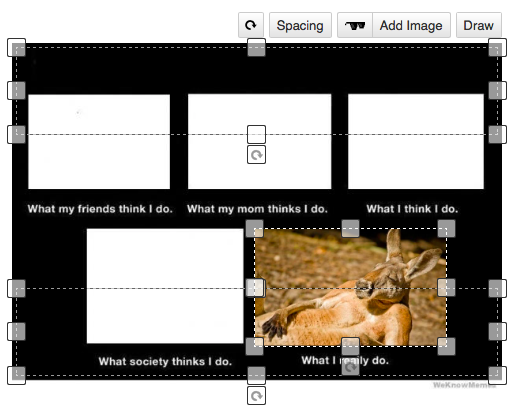 Spacing Add Image Draw
What my friends think I do. What my mom thinks I do. What I think I do.
What society thinks I do. What I really do.
WeKnowMemes